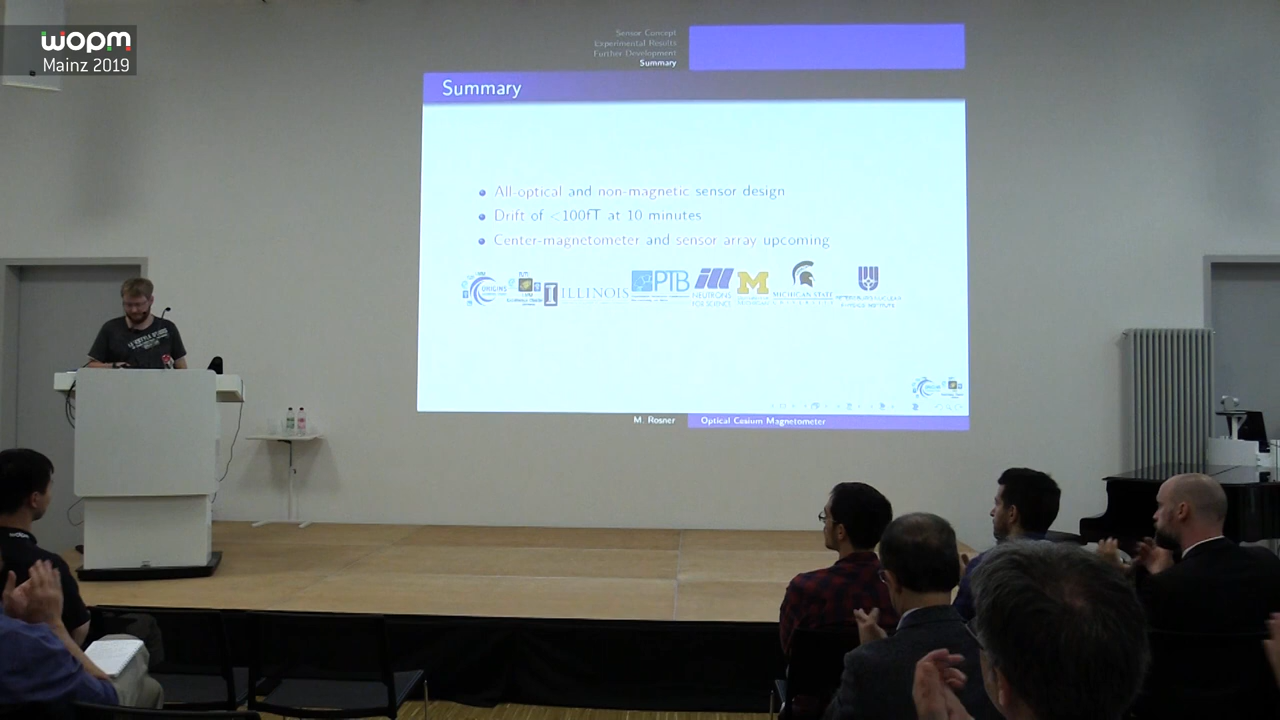 wopm
Mainz 2019
Sensor Concept
Experimental Results
Further Development
Summary
Summary
All-optical and non-magnetic sensor design
Drift of <100fT at 10 minutes
Center-magnetometer and sensor array upcoming
ORIGINS
ILLINOIS
PTB
NEUTRONS
FOR SCIENCE
M
MICHIGAN STATE
UNIVERSITY
M. Rosner
Optical Cesium Magnetometer